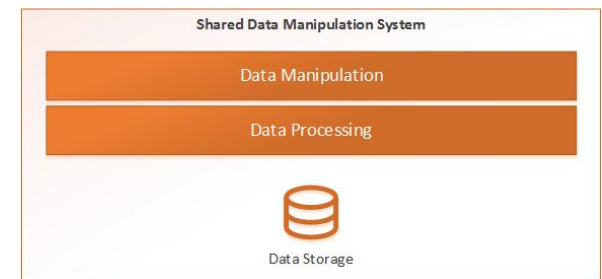 Shared Data Manipulation System
Data Manipulation
Data Processing
Data Storage